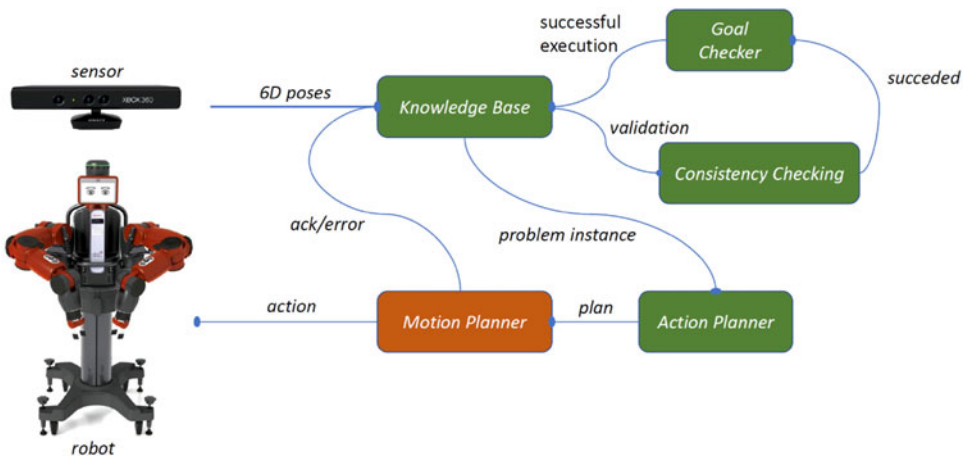 sensor
XBOX 360
6D poses
Knowledge Base
successful
execution
Goal
Checker
succeded
validation
Consistency Checking
ack/error
problem instance
action
Motion Planner
plan
Action Planner
robot